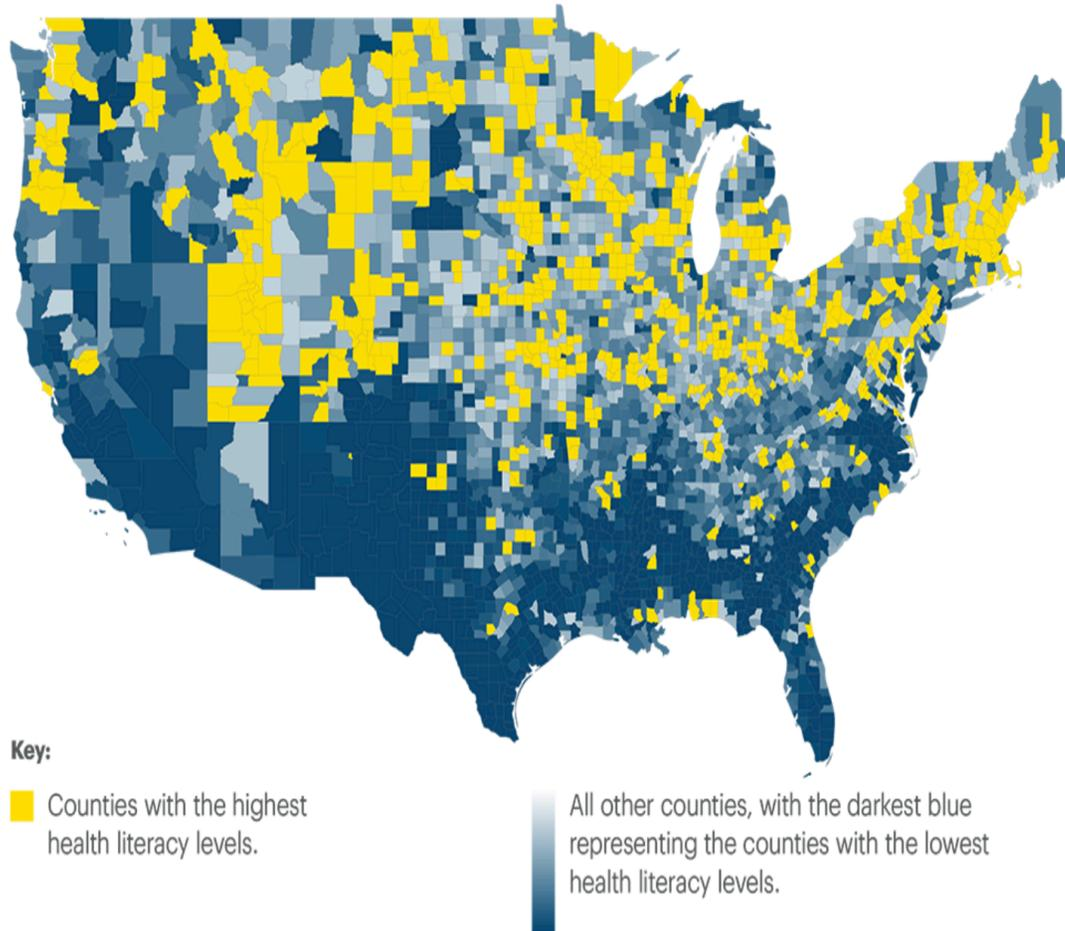 Key:
Counties with the highest
health literacy levels.
All other counties, with the darkest blue
representing the counties with the lowest
health literacy levels.